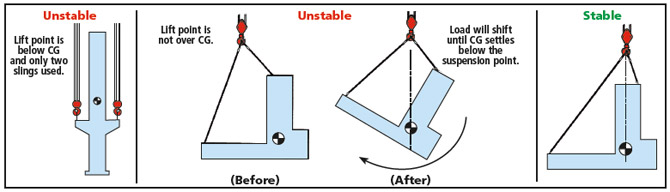 Unstable
Lift point is
below CG
and only two
slings used.
Unstable
Lift point is
not over CG.
(Before)
Load will shift
until CG settles
below the
suspension point.
(After)
Stable